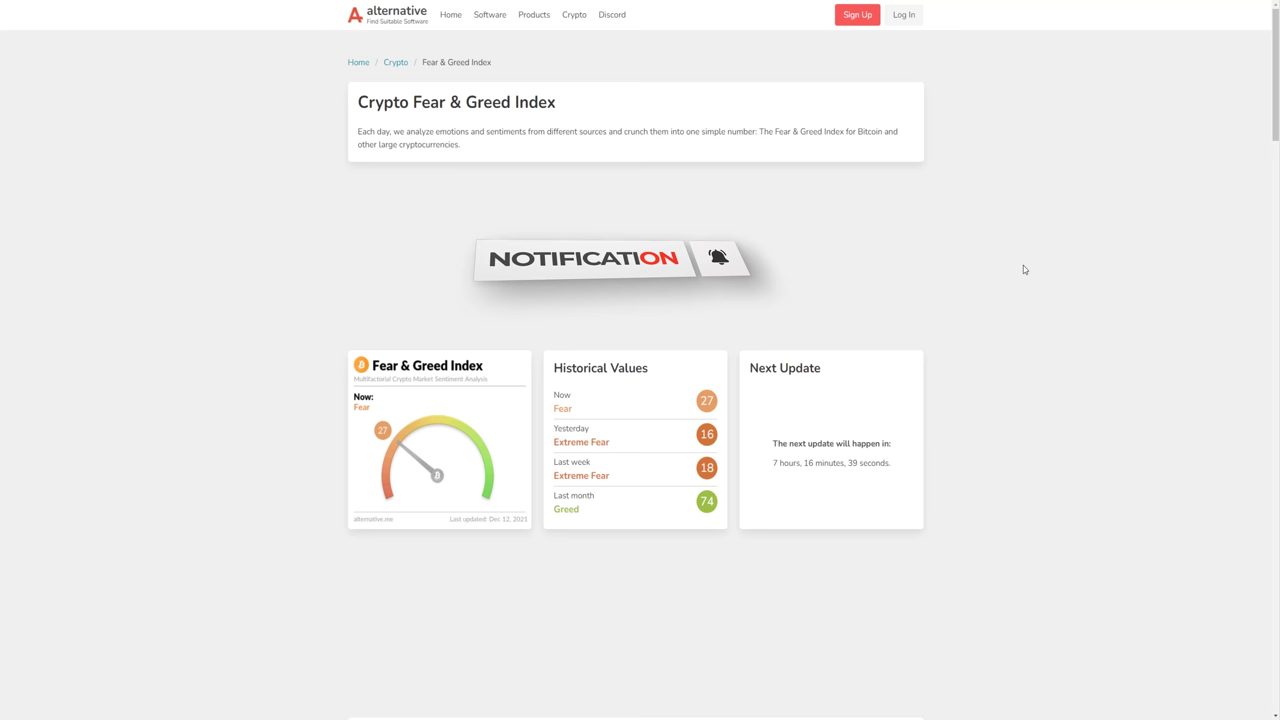 alternative
Find Suitable Software
Home
Software
Products
Crypto
Discord
Sign Up
Log In
Home / Crypto / Fear & Greed Index
Crypto Fear & Greed Index
Each day, we analyze emotions and sentiments from different sources and crunch them into one simple number: The Fear & Greed Index for Bitcoin and
other large cryptocurrencies.
NOTIFICATION
Fear & Greed Index
Multifactorial Crypto Market Sentiment Analysis
Now:
Fear
27
alternative.me
Last updated: Dec 12, 2021
Historical Values
Now
Fear
27
Yesterday
Extreme Fear
16
Last week
Extreme Fear
18
Last month
Greed
74
Next Update
The next update will happen in:
7 hours, 16 minutes, 39 seconds.